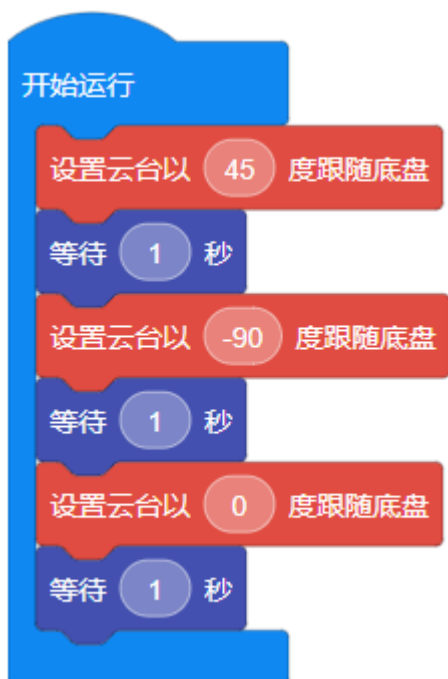 开始运行
设置云台以 45 度跟随底盘
等待 1 秒
设置云台以 -90 度跟随底盘
等待 1 秒
设置云台以 0 度跟随底盘
等待 1 秒